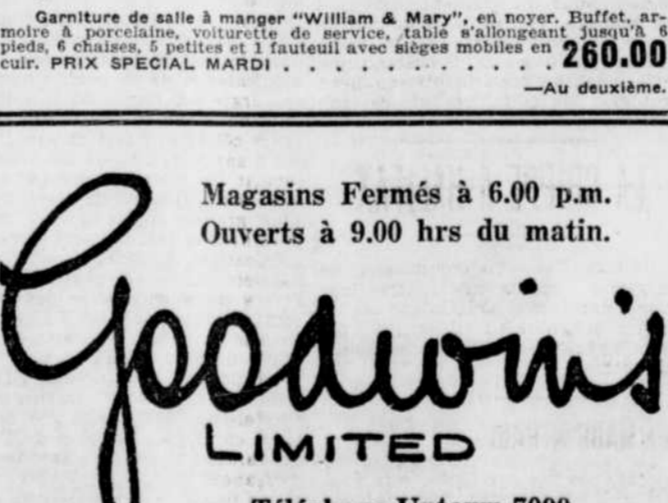 Garniture de salle à manger "William & Mary", en noyer. Buffet, ar-
moire à porcelaine, voiturette de service, table s'allongeant jusqu'à 6
pieds, 6 chaises, 5 petites et 1 fauteuil avec sièges mobiles en
cuir. PRIX SPECIAL MARDI . . . . . . . . . . . . 260.00
—Au deuxième.
Magasins Fermés à 6.00 p.m.
Ouverts à 9.00 hrs du matin.
Goodwin's
LIMITED